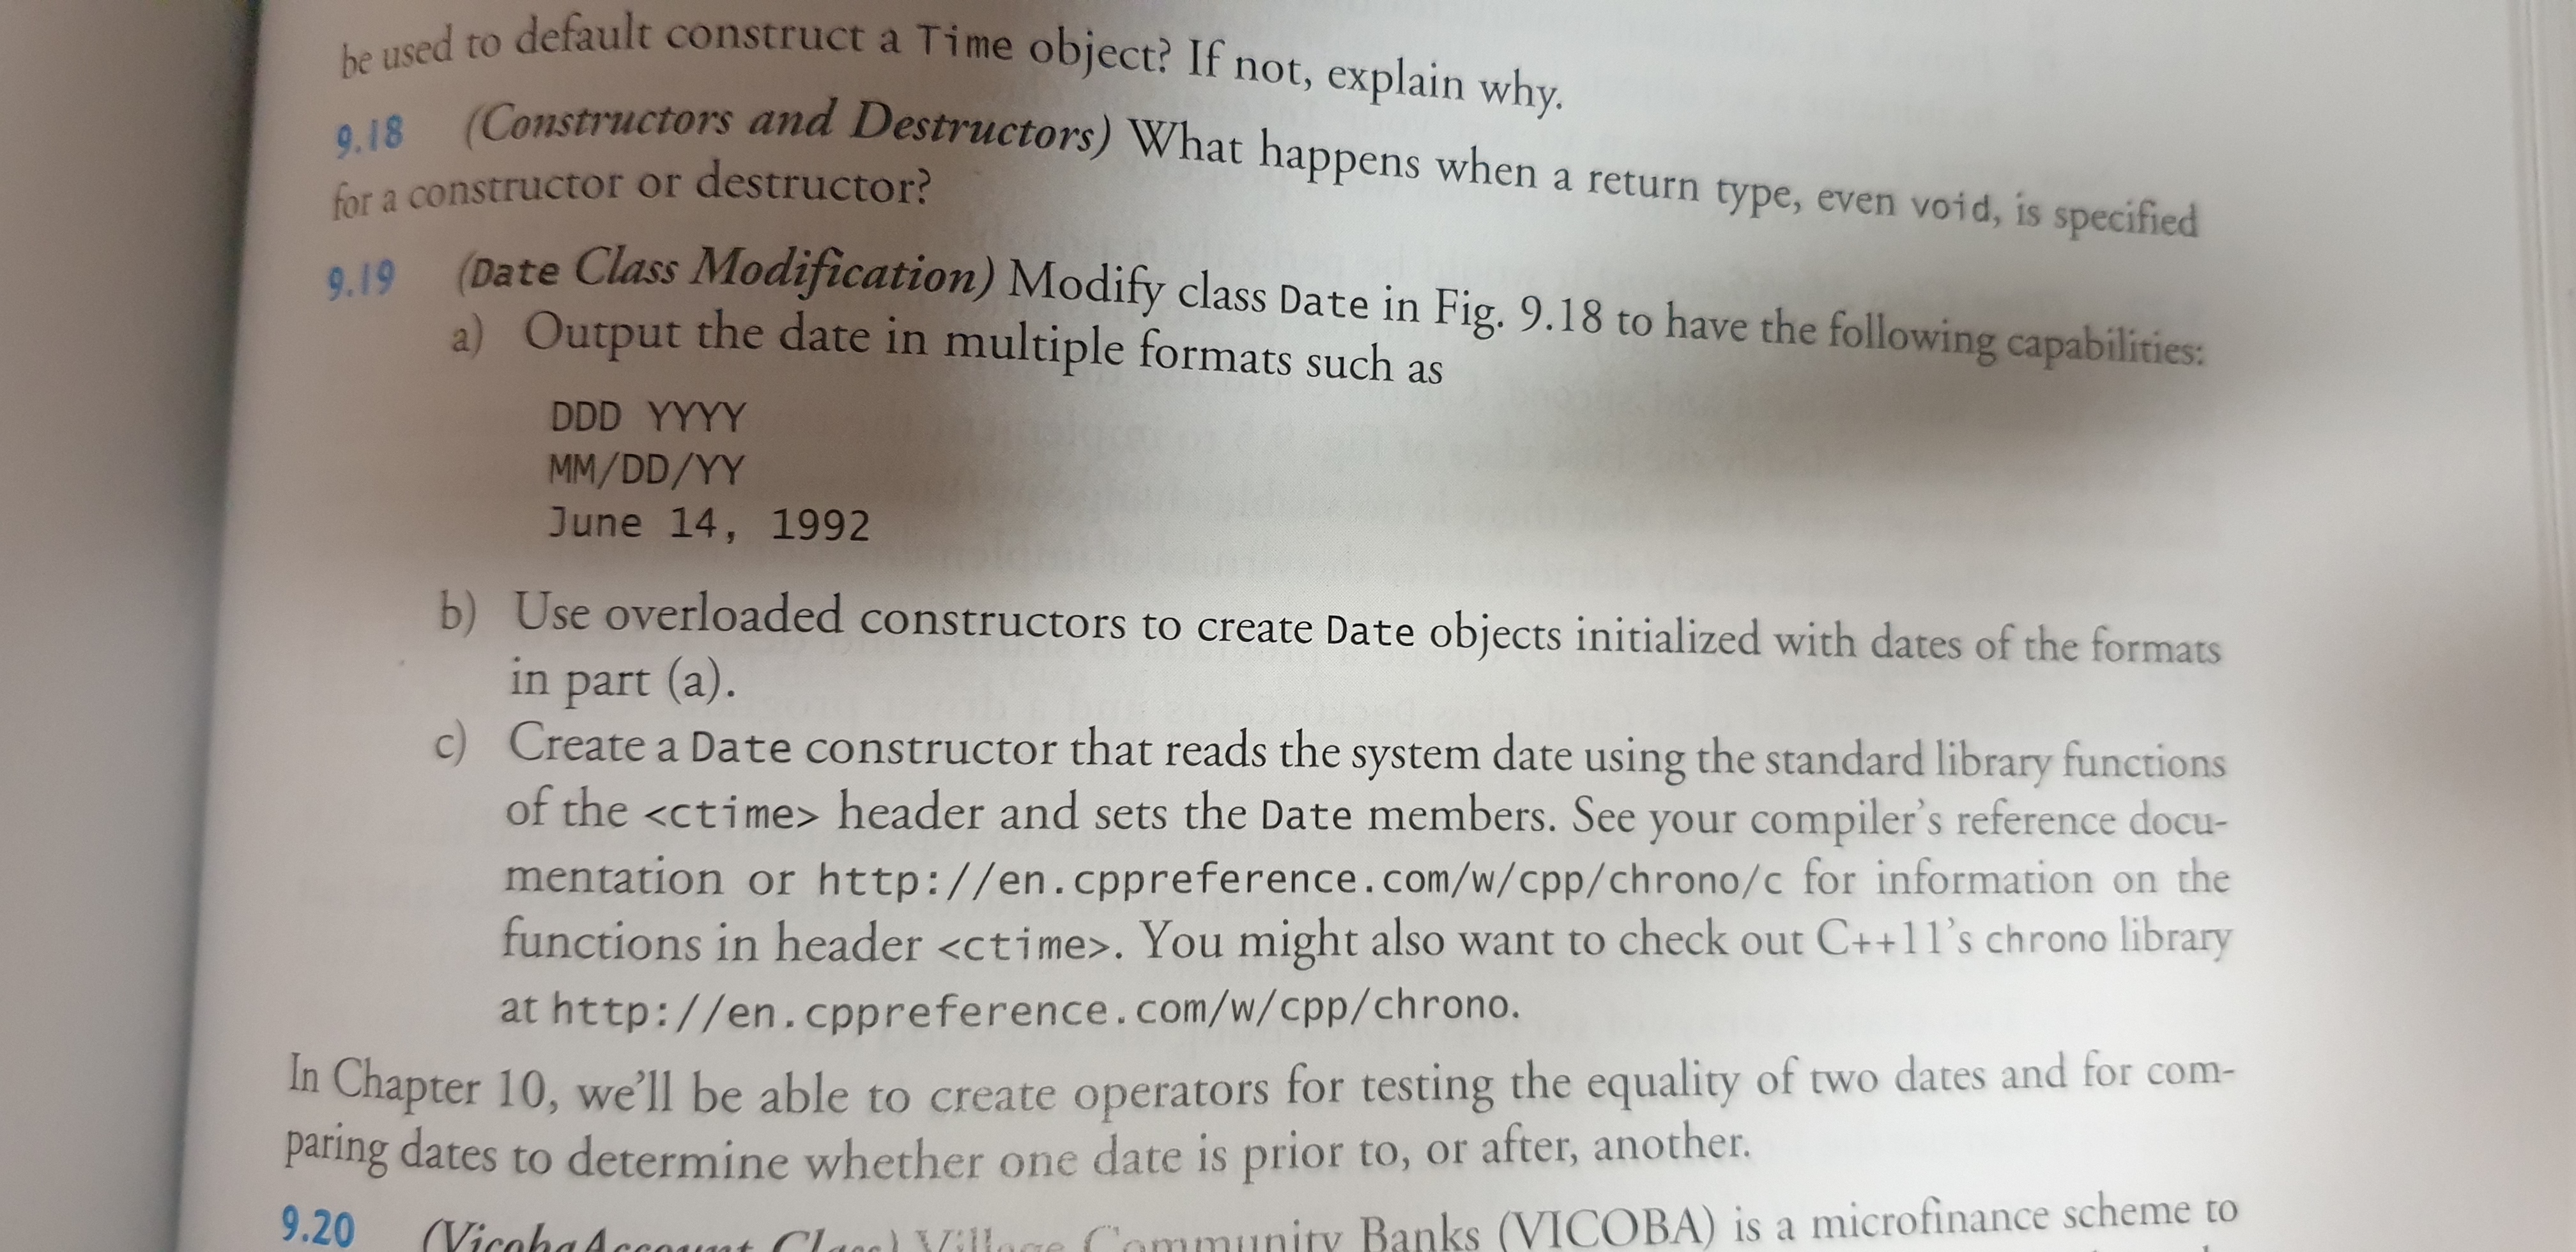 be used to default construct a Time object? If not, explain why.
9.18 (Constructors and Destructors) What happens when a return type, even void, is specified
for a constructor or destructor?
9.19 (Date Class Modification) Modify class Date in Fig. 9.18 to have the following capabilities:
a) Output the date in multiple formats such as
DDD YYYY
MM/DD/YY
June 14, 1992
b) Use overloaded constructors to create Date objects initialized with dates of the formats
in part (a).
c) Create a Date constructor that reads the system date using the standard library functions
of the <ctime> header and sets the Date members. See your compiler's reference docu-
mentation or http://en.cppreference.com/w/cpp/chrono/c for information on the
functions in header <ctime>. You might also want to check out C++11's chrono library
at http://en.cppreference.com/w/cpp/chrono.
In Chapter 10, we'll be able to create operators for testing the equality of two dates and for com-
paring dates to determine whether one date is prior to, or after, another.
9.20 (VicobaAccount Class) Village Community Banks (VICOBA) is a microfinance scheme to